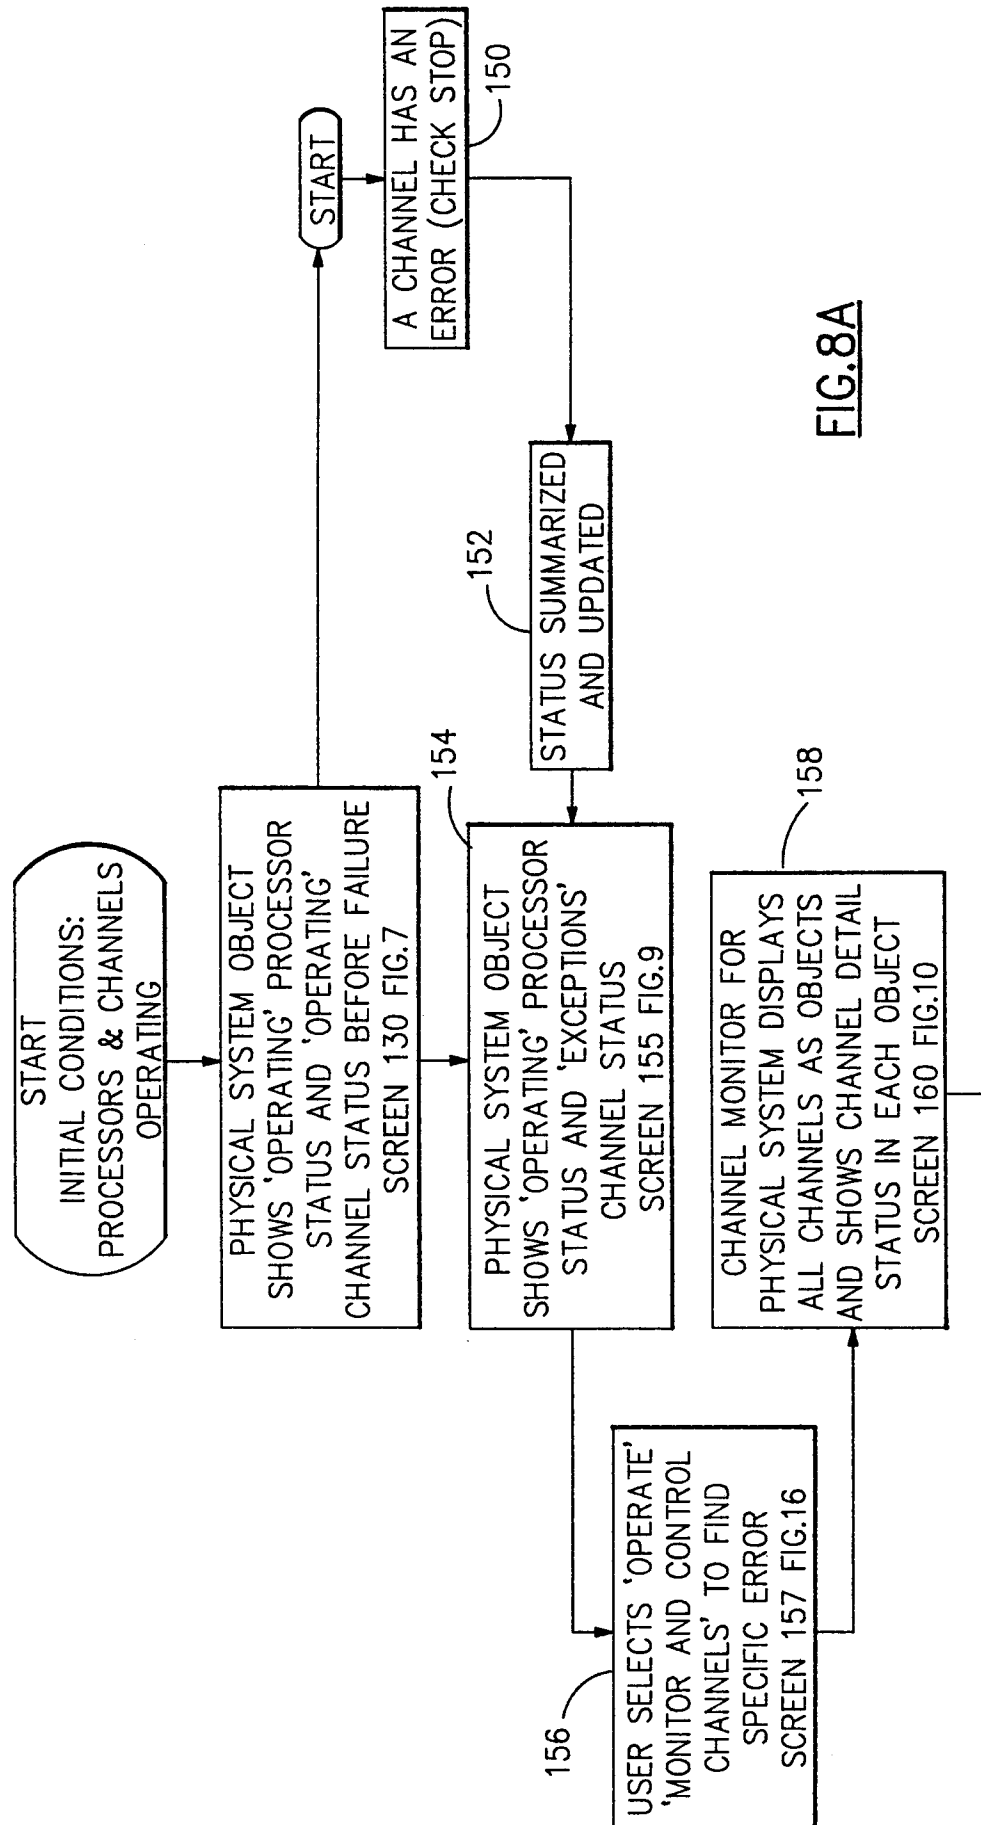 START
INITIAL CONDITIONS:
PROCESSORS & CHANNELS
OPERATING
PHYSICAL SYSTEM OBJECT
SHOWS 'OPERATING' PROCESSOR
STATUS AND 'OPERATING'
CHANNEL STATUS BEFORE FAILURE
SCREEN 130 FIG.7
START
A CHANNEL HAS AN
ERROR (CHECK STOP)
150
152
STATUS SUMMARIZED
AND UPDATED
154
PHYSICAL SYSTEM OBJECT
SHOWS 'OPERATING' PROCESSOR
STATUS AND 'EXCEPTIONS'
CHANNEL STATUS
SCREEN 155 FIG.9
156
USER SELECTS 'OPERATE'
'MONITOR AND CONTROL
CHANNELS' TO FIND
SPECIFIC ERROR
SCREEN 157 FIG.16
158
CHANNEL MONITOR FOR
PHYSICAL SYSTEM DISPLAYS
ALL CHANNELS AS OBJECTS
AND SHOWS CHANNEL DETAIL
STATUS IN EACH OBJECT
SCREEN 160 FIG.10
FIG.8A